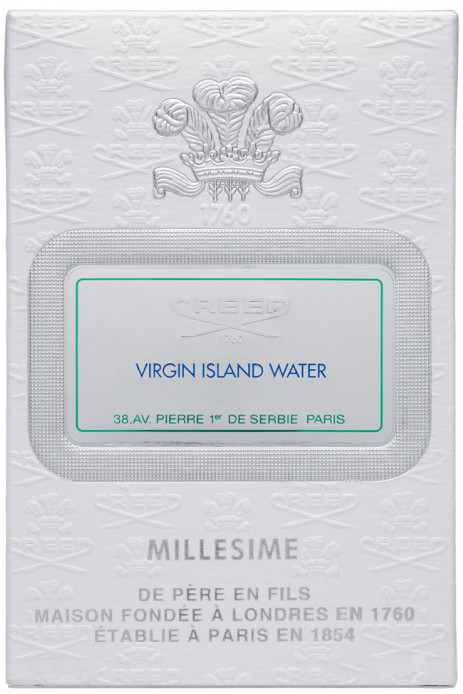 1760
CREED
1760
VIRGIN ISLAND WATER
38.AV. PIERRE 1er DE SERBIE PARIS
MILLESIME
DE PÈRE EN FILS
MAISON FONDÉE À LONDRES EN 1760
ÉTABLIE À PARIS EN 1854